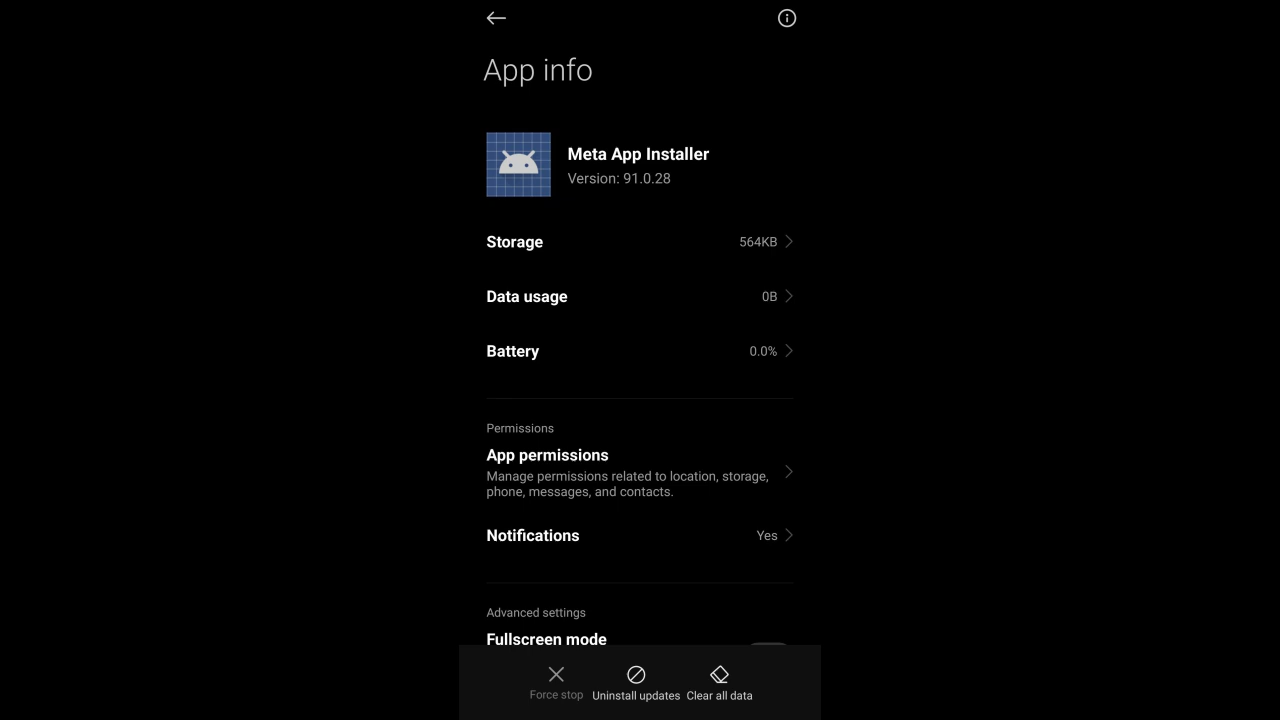 App info
Meta App Installer
Version: 91.0.28
Storage 564KB
Data usage 0B
Battery 0.0%
Permissions
App permissions
Manage permissions related to location, storage,
phone, messages, and contacts.
Notifications Yes
Advanced settings
Fullscreen mode
Force stop Uninstall updates Clear all data